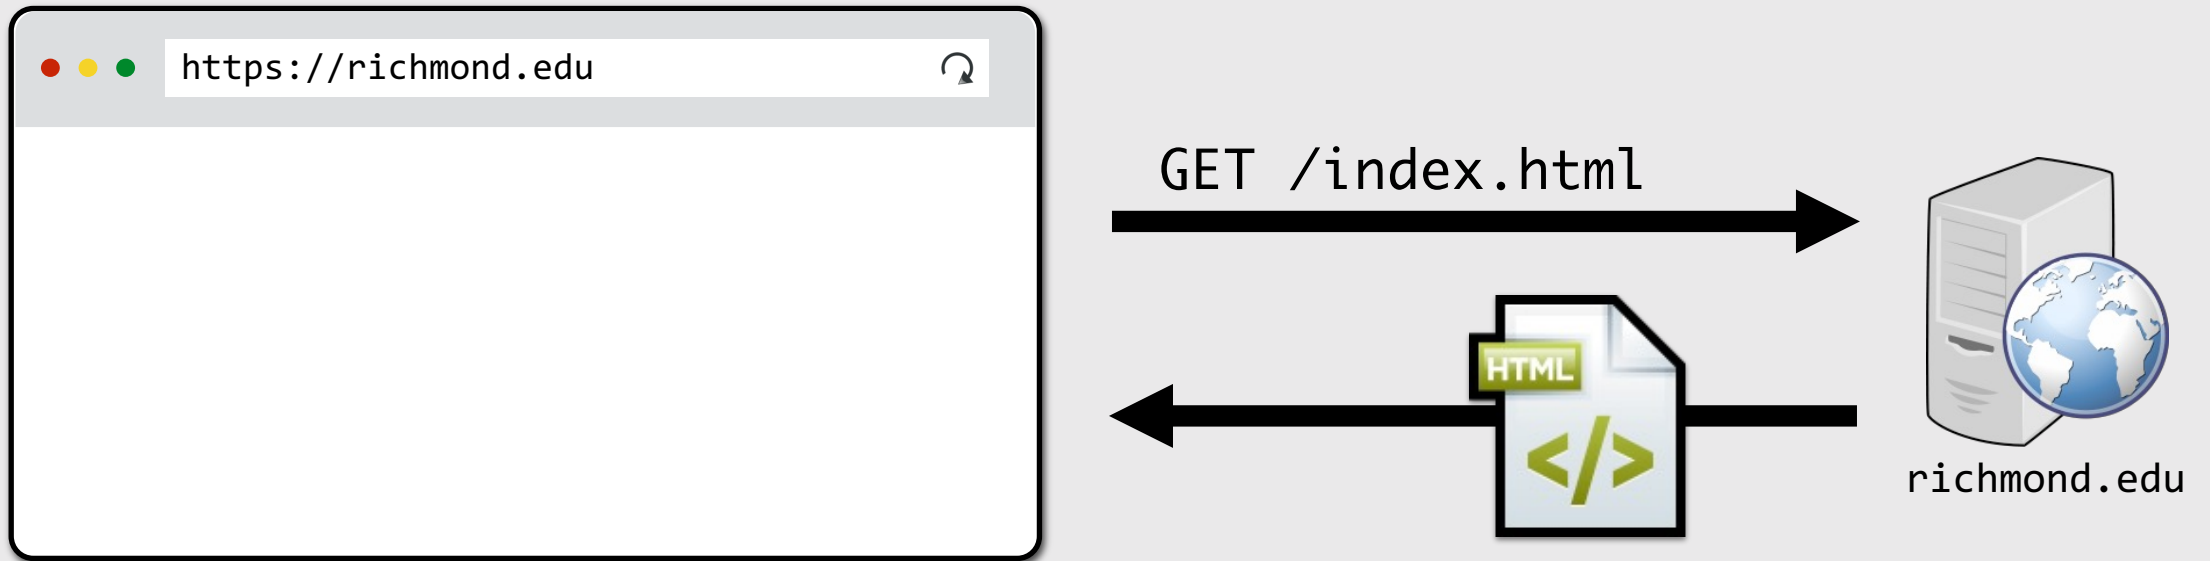 https://richmond.edu
GET /index.html
HTML
</>
richmond.edu